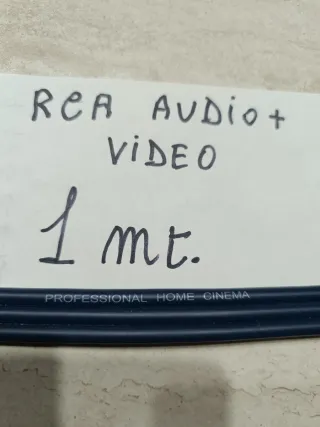 RCA AUDiO+
ViDEO
1 mt.
PROFESSIONAL HOME CINEMA